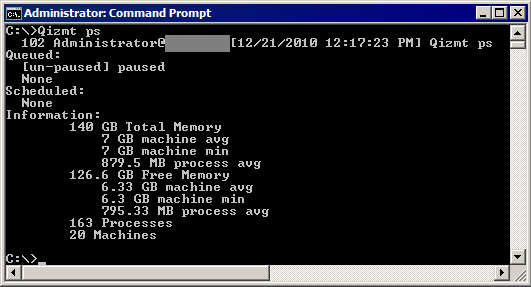 Administrator: Command Prompt
C:\>Qizmt ps
102 Administrator@ [12/21/2010 12:17:23 PM] Qizmt ps
Queued:
[un-paused] paused
None
Scheduled:
None
Information:
140 GB Total Memory
7 GB machine avg
7 GB machine min
879.5 MB process avg
126.6 GB Free Memory
6.33 GB machine avg
6.3 GB machine min
795.33 MB process avg
163 Processes
20 Machines
C:\>_